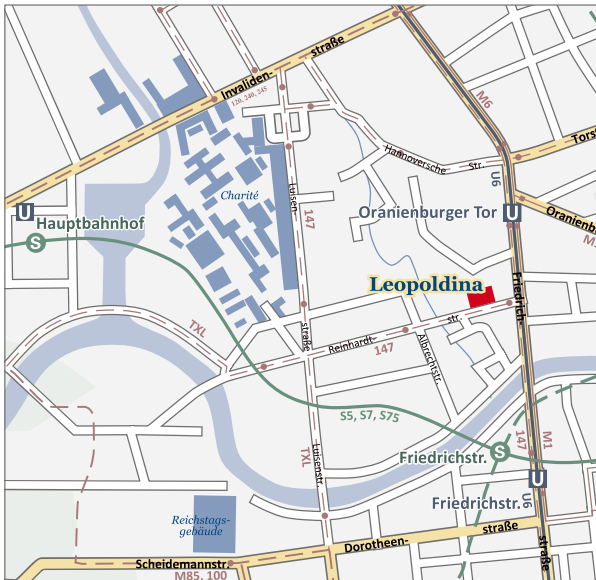 Invaliden-
straße
120, 240, 245
M6
Hannoversche
Str.
Torst
U6
Charité
Luisen-
147
U
Hauptbahnhof
S
Oranienburger Tor
U
Oranienb
M
Leopoldina
Friedrich-
TXL
straße
Reinhardt-
str.
147
Albrechtstr.
S5, S7, S75
Luisenstr.
TXL
Friedrichstr.
S
147
M1
U
Friedrichstr.
U6
Reichstags-
gebäude
Scheidemannstr.
M85, 100
Dorotheen-
straße
straße